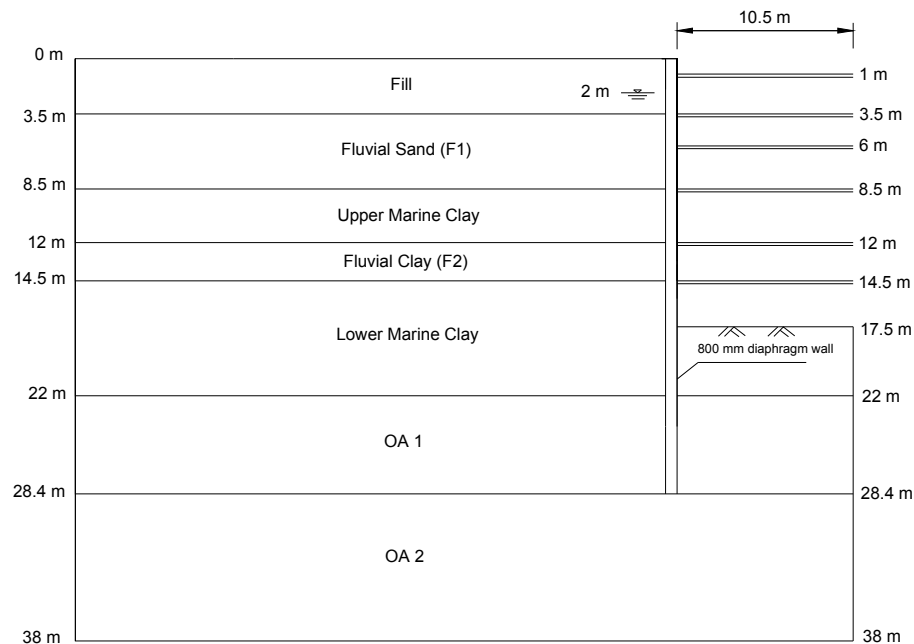 10.5 m
0 m
Fill
2 m
1 m
3.5 m
3.5 m
Fluvial Sand (F1)
6 m
8.5 m
8.5 m
Upper Marine Clay
12 m
12 m
Fluvial Clay (F2)
14.5 m
14.5 m
Lower Marine Clay
17.5 m
800 mm diaphragm wall
22 m
22 m
OA 1
28.4 m
28.4 m
OA 2
38 m
38 m